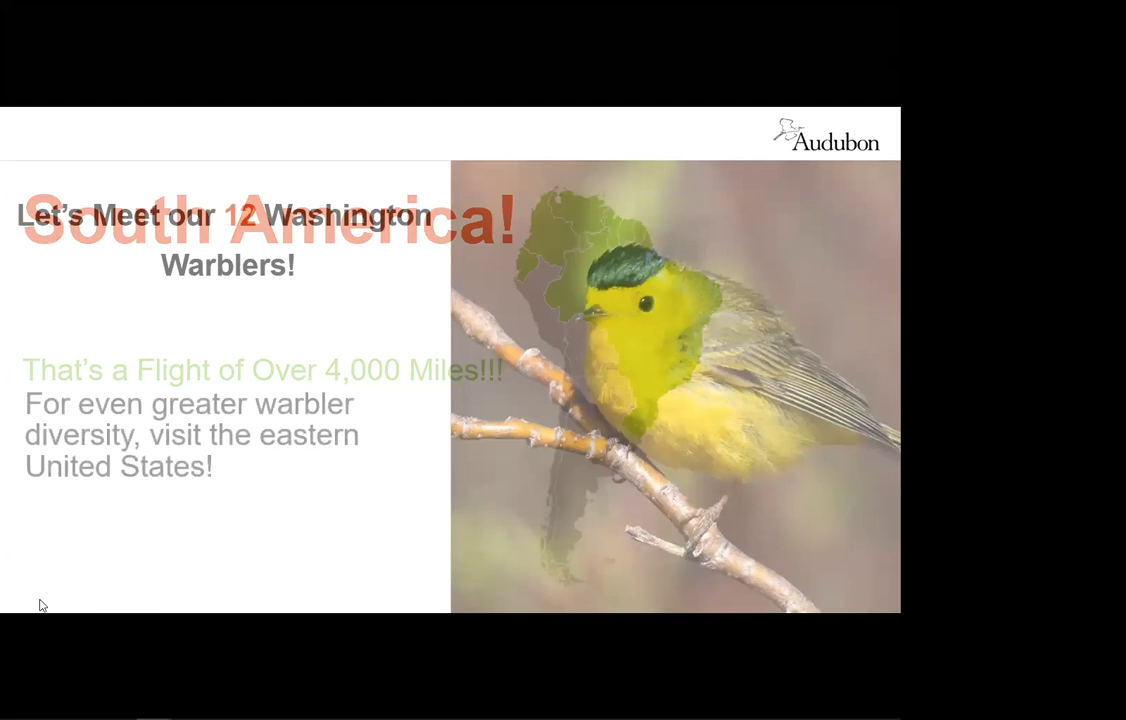 Audubon
South America!
Let's Meet our 12 Washington
Warblers!
That's a Flight of Over 4,000 Miles!!!
For even greater warbler
diversity, visit the eastern
United States!